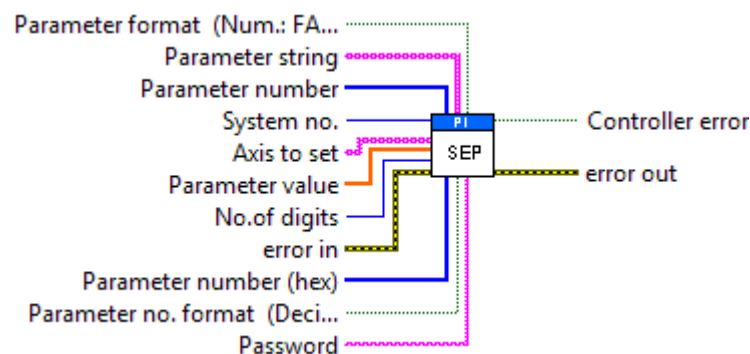 Parameter format (Num.: FA...
Parameter string
Parameter number
System no.
Axis to set
Parameter value
No.of digits
error in
Parameter number (hex)
Parameter no. format (Deci...
Password
PI
SEP
Controller error
error out